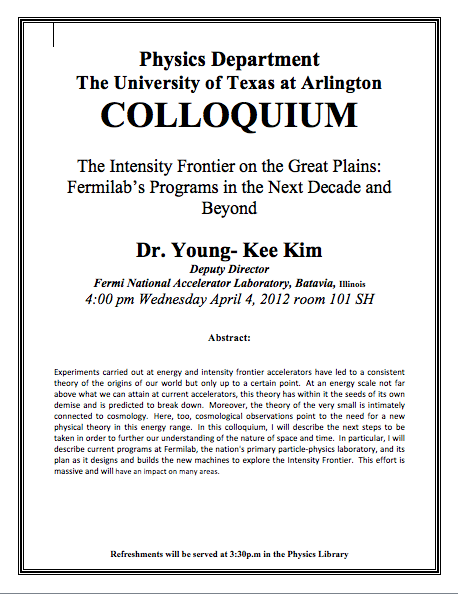 Physics Department
The University of Texas at Arlington
COLLOQUIUM
The Intensity Frontier on the Great Plains:
Fermilab's Programs in the Next Decade and
Beyond
Dr. Young- Kee Kim
Deputy Director
Fermi National Accelerator Laboratory, Batavia, Illinois
4:00 pm Wednesday April 4, 2012 room 101 SH
Abstract:
Experiments carried out at energy and intensity frontier accelerators have led to a consistent
theory of the origins of our world but only up to a certain point. At an energy scale not far
above what we can attain at current accelerators, this theory has within it the seeds of its own
demise and is predicted to break down. Moreover, the theory of the very small is intimately
connected to cosmology. Here, too, cosmological observations point to the need for a new
physical theory in this energy range. In this colloquium, I will describe the next steps to be
taken in order to further our understanding of the nature of space and time. In particular, I will
describe current programs at Fermilab, the nation's primary particle-physics laboratory, and its
plan as it designs and builds the new machines to explore the Intensity Frontier. This effort is
massive and will have an impact on many areas.
Refreshments will be served at 3:30p.m in the Physics Library